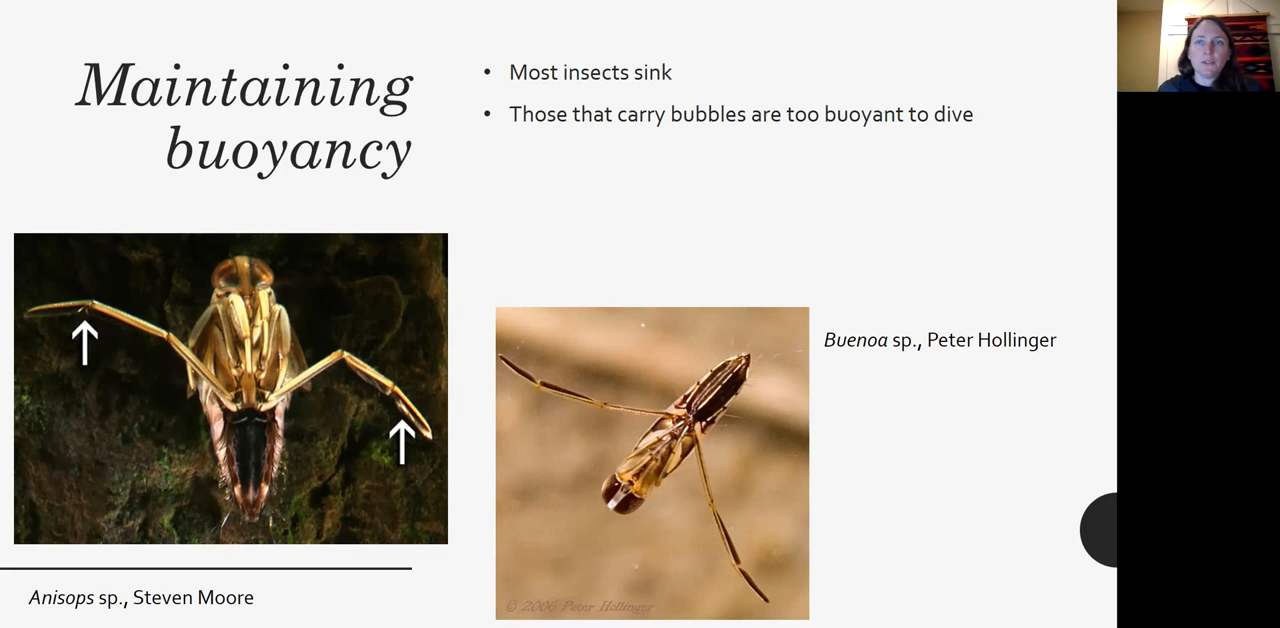 Maintaining
buoyancy
• Most insects sink
• Those that carry bubbles are too buoyant to dive
Buenoa sp., Peter Hollinger
© 2006 Peter Hollinger
Anisops sp., Steven Moore